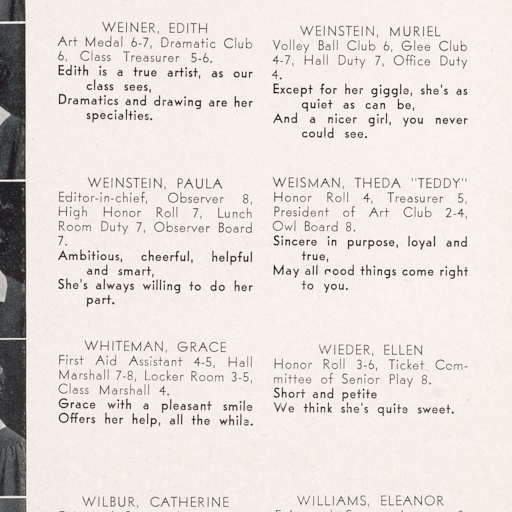 WEINER, EDITH
Art Medal 6-7, Dramatic Club
6, Class Treasurer 5-6.
Edith is a true artist, as our
class sees,
Dramatics and drawing are her
specialties.
WEINSTEIN, MURIEL
Volley Ball Club 6, Glee Club
4-7, Hall Duty 7, Office Duty
4.
Except for her giggle, she's as
quiet as can be,
And a nicer girl, you never
could see.
WEINSTEIN, PAULA
Editor-in-chief, Observer 8,
High Honor Roll 7, Lunch
Room Duty 7, Observer Board
7.
Ambitious, cheerful, helpful
and smart,
She's always willing to do her
part.
WEISMAN, THEDA "TEDDY"
Honor Roll 4, Treasurer 5,
President of Art Club 2-4,
Owl Board 8.
Sincere in purpose, loyal and
true,
May all good things come right
to you.
WHITEMAN, GRACE
First Aid Assistant 4-5, Hall
Marshall 7-8, Locker Room 3-5,
Class Marshall 4.
Grace with a pleasant smile
Offers her help, all the while.
WIEDER, ELLEN
Honor Roll 3-6, Ticket Com-
mittee of Senior Play 8.
Short and petite
We think she's quite sweet.
WILBUR, CATHERINE
WILLIAMS, ELEANOR